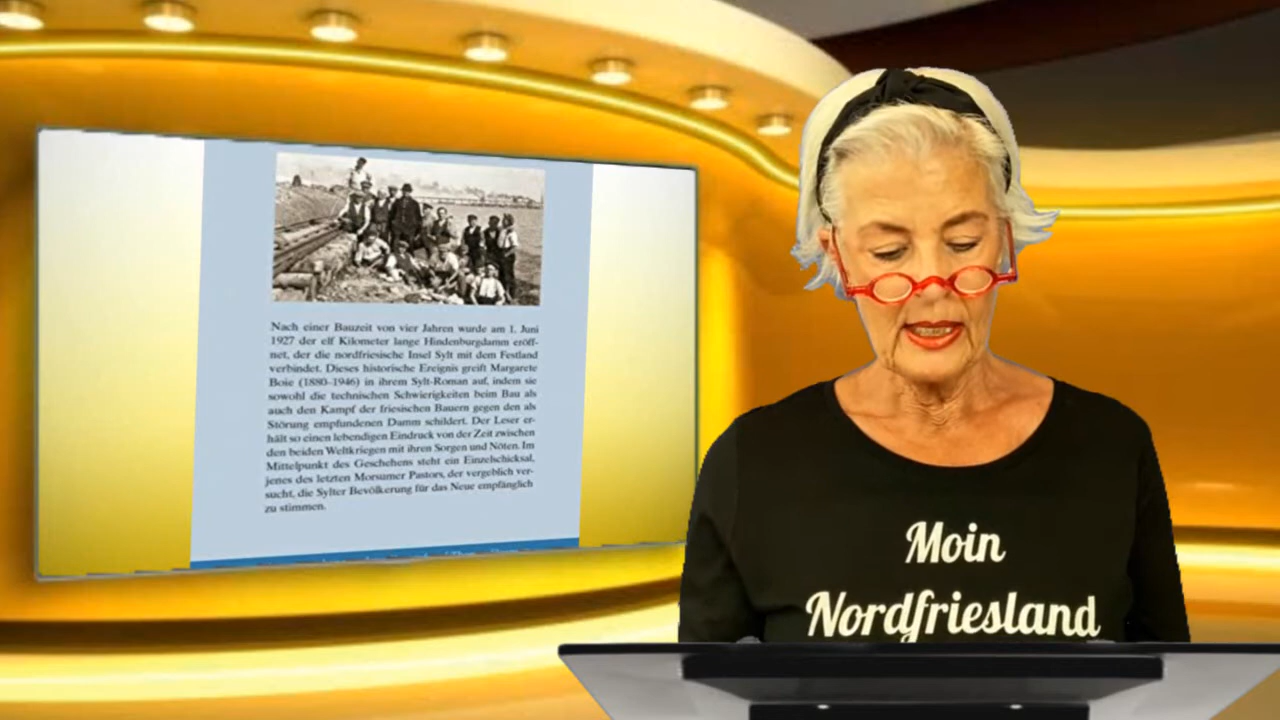 Nach einer Bauzeit von vier Jahren wurde am 1. Juni
1927 der elf Kilometer lange Hindenburgdamm eröff-
net, der die nordfriesische Insel Sylt mit dem Festland
verbindet. Dieses historische Ereignis greift Margarete
Boie (1880–1946) in ihrem Sylt-Roman auf, indem sie
sowohl die technischen Schwierigkeiten beim Bau als
auch den Kampf der friesischen Bauern gegen den als
Störung empfundenen Damm schildert. Der Leser er-
hält so einen lebendigen Eindruck von der Zeit zwischen
den beiden Weltkriegen mit ihren Sorgen und Nöten. Im
Mittelpunkt des Geschehens steht ein Einzelschicksal,
jenes des letzten Morsumer Pastors, der vergeblich ver-
sucht, die Sylter Bevölkerung für das Neue empfänglich
zu stimmen.
Moin
Nordfriesland